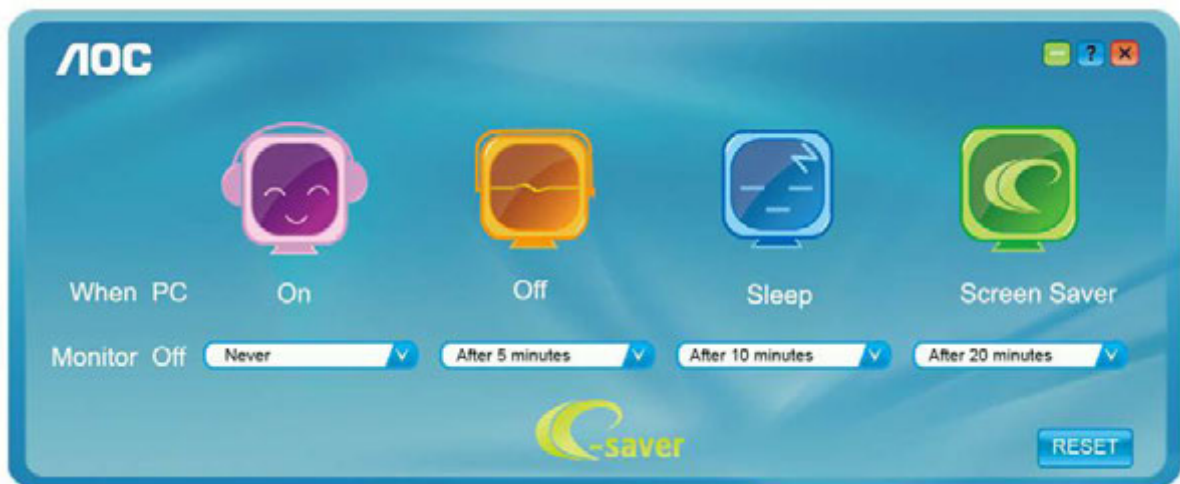 AOC
?
When PC On Off Sleep Screen Saver
Monitor Off Never After 5 minutes After 10 minutes After 20 minutes
e-saver
RESET